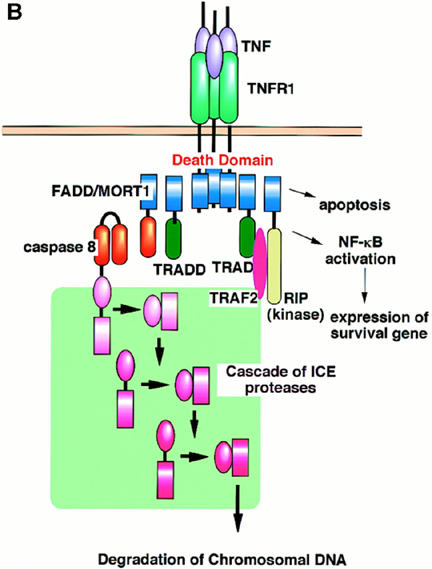 B
TNF
TNFR1
Death Domain
FADD/MORT1
apoptosis
caspase 8
NF-κB
activation
TRADD
TRAD
TRAF2
RIP
(kinase)
expression of
survival gene
Cascade of ICE
proteases
Degradation of Chromosomal DNA